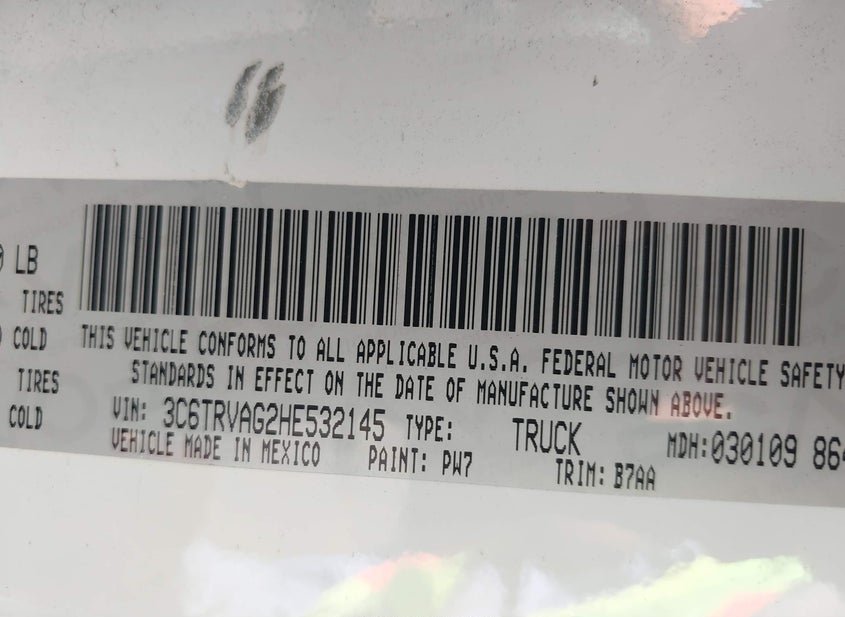 LB
TIRES
COLD
TIRES
COLD
THIS VEHICLE CONFORMS TO ALL APPLICABLE U.S.A. FEDERAL MOTOR VEHICLE SAFETY
STANDARDS IN EFFECT ON THE DATE OF MANUFACTURE SHOWN ABOVE.
VIN: 3C6TRVAG2HE532145 TYPE: TRUCK MDH:030109 864
VEHICLE MADE IN MEXICO PAINT: PW7 TRIM: B7AA